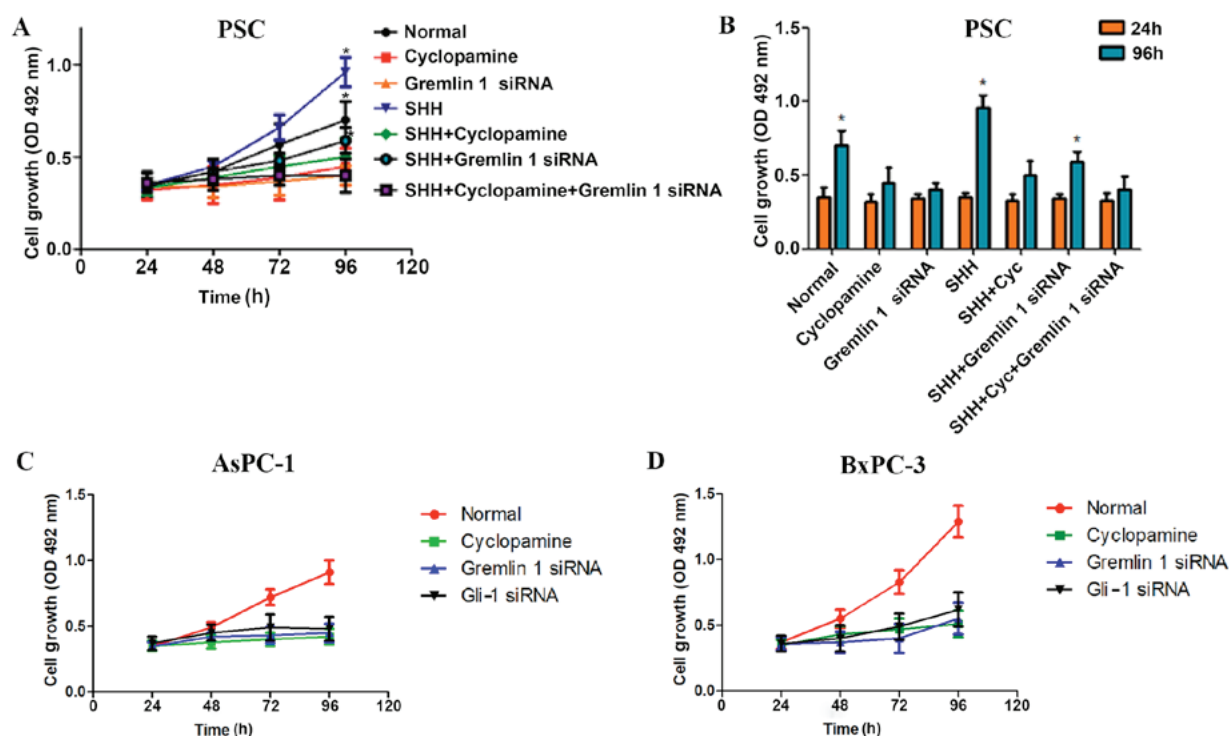 A
PSC
Cell growth (OD 492 nm)
1.0
0.5
0.0
0
24
48
72
96
120
Time (h)
*
*
*
Normal
Cyclopamine
Gremlin 1 siRNA
SHH
SHH+Cyclopamine
SHH+Gremlin 1 siRNA
SHH+Cyclopamine+Gremlin 1 siRNA
B
PSC
Cell growth (OD 492 nm)
1.5
1.0
0.5
0.0
*
*
*
24h
96h
Normal
Cyclopamine
Gremlin 1 siRNA
SHH
SHH+Cyc
SHH+Gremlin 1 siRNA
SHH+Cyc+Gremlin 1 siRNA
C
AsPC-1
Cell growth (OD 492 nm)
1.5
1.0
0.5
0.0
0
24
48
72
96
120
Time (h)
Normal
Cyclopamine
Gremlin 1 siRNA
Gli-1 siRNA
D
BxPC-3
Cell growth (OD 492 nm)
1.5
1.0
0.5
0.0
0
24
48
72
96
120
Time (h)
Normal
Cyclopamine
Gremlin 1 siRNA
Gli-1 siRNA